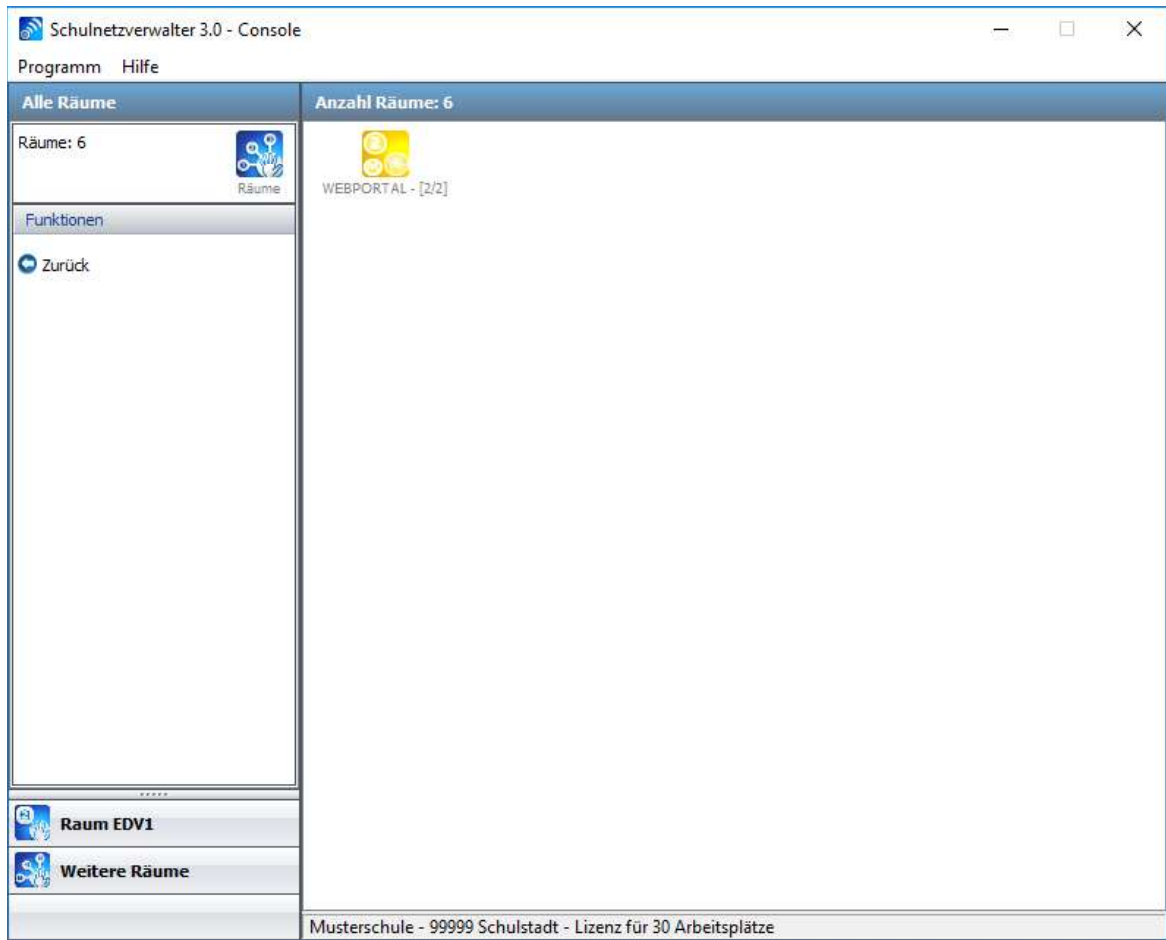 Schulnetzverwalter 3.0 - Console
Programm Hilfe
Alle Räume
Räume: 6
Räume
Funktionen
Zurück
Raum EDV1
Weitere Räume
Anzahl Räume: 6
WEBPORTAL - [2/2]
Musterschule - 99999 Schulstadt - Lizenz für 30 Arbeitsplätze